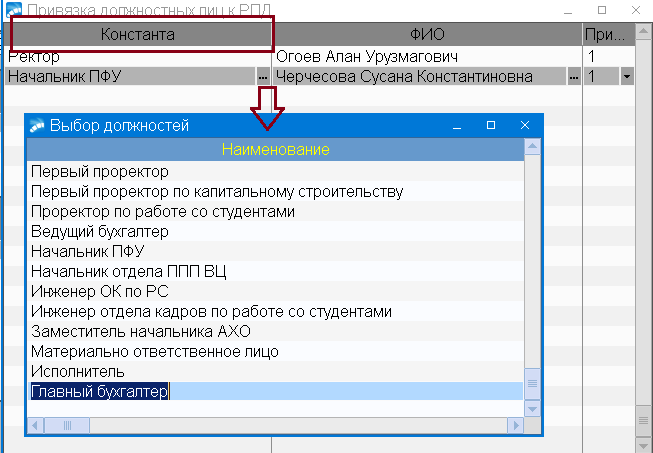 Привязка должностных лиц к РПД
Константа ФИО При...
Ректор Огоев Алан Урузмагович 1
Начальник ПФУ ... Черчесова Сусана Константиновна ... 1
Выбор должностей
Наименование
Первый проректор
Первый проректор по капитальному строительству
Проректор по работе со студентами
Ведущий бухгалтер
Начальник ПФУ
Начальник отдела ППП ВЦ
Инженер ОК по РС
Инженер отдела кадров по работе со студентами
Заместитель начальника АХО
Материально ответственное лицо
Исполнитель
Главный бухгалтер